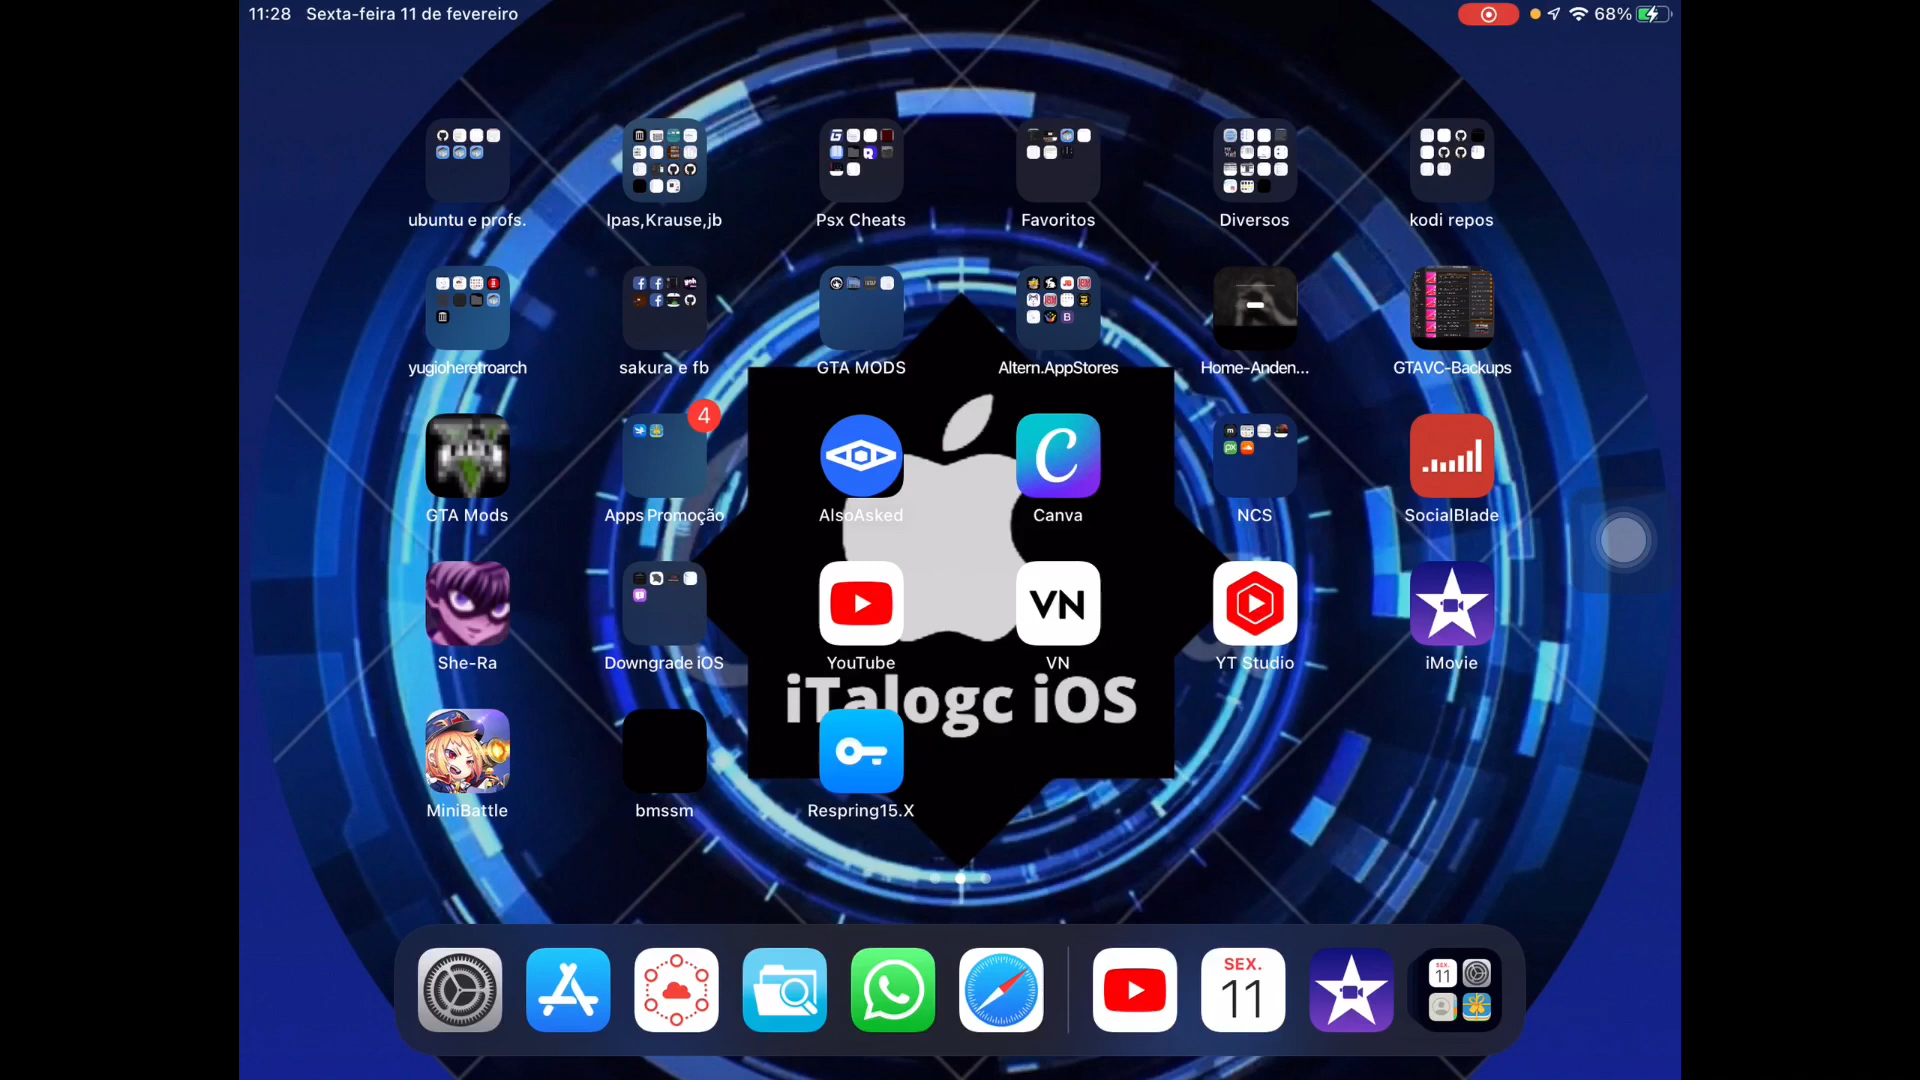 11:28 Sexta-feira 11 de fevereiro
68%
ubuntu e profs.
Ipas,Krause,jb
Psx Cheats
Favoritos
Diversos
kodi repos
yugioheretroarch
sakura e fb
GTA MODS
Altern.AppStores
Home-Anden...
GTAVC-Backups
GTA Mods
4
Apps Promoção
AlsoAsked
C
Canva
NCS
SocialBlade
She-Ra
Downgrade iOS
YouTube
VN
VN
YT Studio
iMovie
iTalogc iOS
MiniBattle
bmssm
Respring15.X
SEX.
11
SEX.
11